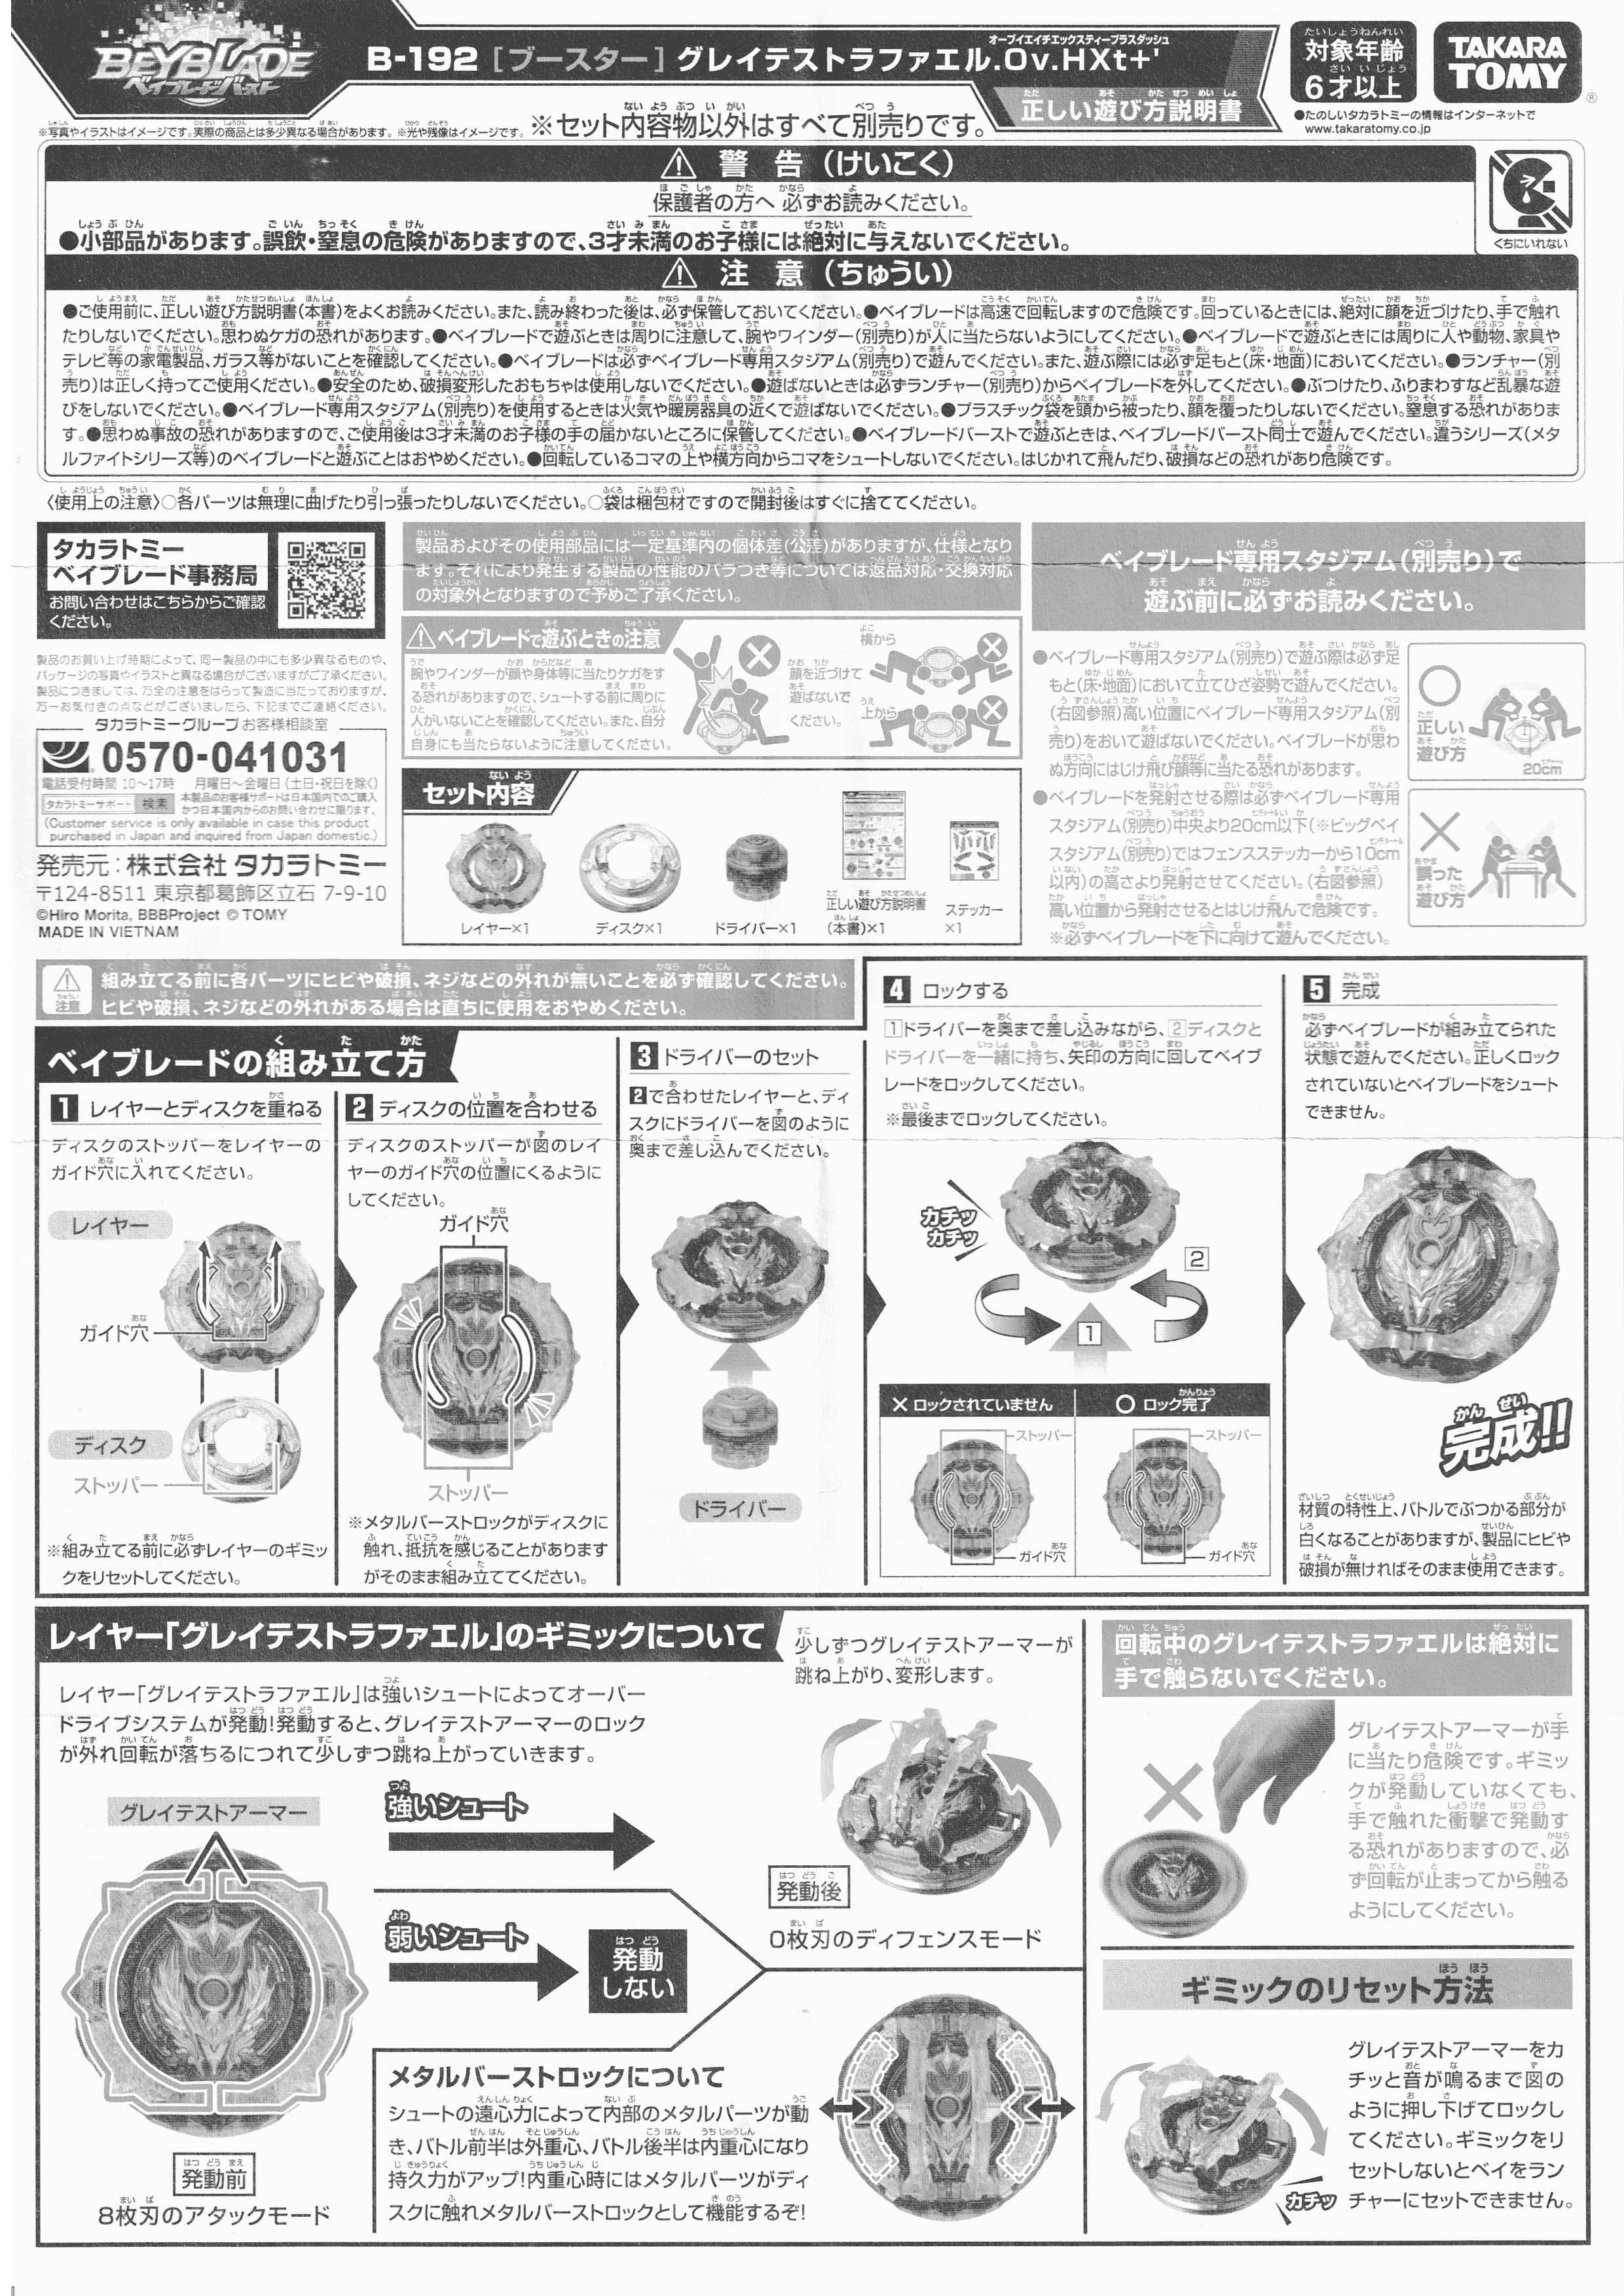 BEYBLADE
ベイブレードバースト
B-192 [ブースター] グレイテストラファエル.Ov.HXt+'
オーブイエイチエックスティープラスダッシュ
正しい遊び方説明書
対象年齢
6才以上
TAKARA
TOMY
●たのしいタカラトミーの情報はインターネットで
www.takaratomy.co.jp
※写真やイラストはイメージです。実際の商品とは多少異なる場合があります。※光や残像はイメージです。
※セット内容物以外はすべて別売りです。
警 告 (けいこく)
保護者の方へ 必ずお読みください。
●小部品があります。誤飲・窒息の危険がありますので、3才未満のお子様には絶対に与えないでください。
くちにいれない
注 意 (ちゅうい)
●ご使用前に、正しい遊び方説明書(本書)をよくお読みください。また、読み終わった後は、必ず保管しておいてください。●ベイブレードは高速で回転しますので危険です。回っているときには、絶対に顔を近づけたり、手で触れ
たりしないでください。思わぬケガの恐れがあります。●ベイブレードで遊ぶときは周りに注意して、腕やワインダー(別売り)が人に当たらないようにしてください。●ベイブレードで遊ぶときには周りに人や動物、家具や
テレビ等の家電製品、ガラス等がないことを確認してください。●ベイブレードは必ずベイブレード専用スタジアム(別売り)で遊んでください。また、遊ぶ際には必ず足もと(床・地面)においてください。●ランチャー(別
売り)は正しく持ってご使用ください。●安全のため、破損変形したおもちゃは使用しないでください。●遊ばないときは必ずランチャー(別売り)からベイブレードを外してください。●ぶつけたり、ふりまわすなど乱暴な遊
びをしないでください。●ベイブレード専用スタジアム(別売り)を使用するときは火気や暖房器具の近くで遊ばないでください。●プラスチック袋を頭から被ったり、顔を覆ったりしないでください。窒息する恐れがありま
す。●思わぬ事故の恐れがありますので、ご使用後は3才未満のお子様の手の届かないところに保管してください。●ベイブレードバーストで遊ぶときは、ベイブレードバースト同士で遊んでください。違うシリーズ(メタ
ルファイトシリーズ等)のベイブレードと遊ぶことはおやめください。●回転しているコマの上や横方向からコマをシュートしないでください。はじかれて飛んだり、破損などの恐れがあり危険です。
〈使用上の注意〉○各パーツは無理に曲げたり引っ張ったりしないでください。○袋は梱包材ですので開封後はすぐに捨ててください。
タカラトミー
ベイブレード事務局
お問い合わせはこちらからご確認
ください。
製品のお買い上げ時期によって、同一製品の中にも多少異なるものや、
パッケージの写真やイラストと異なる場合がございますがご了承ください。
製品につきましては、万全の注意をはらって製造に当たっておりますが、
万一お気付きの点などがございましたら、下記までご連絡ください。
タカラトミーグループお客様相談室
0570-041031
電話受付時間 10〜17時 月曜日〜金曜日(土日・祝日を除く)
タカラトミーサポート 検索
本製品のお客様サポートは日本国内でのご購入
かつ日本国内からのお問い合わせに限ります。
(Customer service is only available in case this product
purchased in Japan and inquired from Japan domestic.)
発売元:株式会社 タカラトミー
〒124-8511 東京都葛飾区立石 7-9-10
©Hiro Morita, BBBProject © TOMY
MADE IN VIETNAM
製品およびその使用部品には一定基準内の個体差(公差)がありますが、仕様となり
ます。それにより発生する製品の性能のバラつき等については返品対応・交換対応
の対象外となりますので予めご了承ください。
ベイブレードで遊ぶときの注意
腕やワインダーが顔や身体等に当たりケガをす
る恐れがありますので、シュートする前に周りに
人がいないことを確認してください。また、自分
自身にも当たらないように注意してください。
顔を近づけて
遊ばないで
ください。
横から
上から
セット内容
レイヤー×1
ディスク×1
ドライバー×1
正しい遊び方説明書
(本書)×1
ステッカー
×1
ベイブレード専用スタジアム(別売り)で
遊ぶ前に必ずお読みください。
●ベイブレード専用スタジアム(別売り)で遊ぶ際は必ず足
もと(床・地面)において立てひざ姿勢で遊んでください。
(右図参照)高い位置にベイブレード専用スタジアム(別
売り)をおいて遊ばないでください。ベイブレードが思わ
ぬ方向にはじけ飛び顔等に当たる恐れがあります。
●ベイブレードを発射させる際は必ずベイブレード専用
スタジアム(別売り)中央より20cm以下(※ビッグベイ
スタジアム(別売り)ではフェンスステッカーから10cm
以内)の高さより発射させてください。(右図参照)
高い位置から発射させるとはじけ飛んで危険です。
※必ずベイブレードを下に向けて遊んでください。
正しい
遊び方
20cm
誤った
遊び方
注意
組み立てる前に各パーツにヒビや破損、ネジなどの外れが無いことを必ず確認してください。
ヒビや破損、ネジなどの外れがある場合は直ちに使用をおやめください。
ベイブレードの組み立て方
1 レイヤーとディスクを重ねる
ディスクのストッパーをレイヤーの
ガイド穴に入れてください。
レイヤー
ガイド穴
ディスク
ストッパー
※組み立てる前に必ずレイヤーのギミッ
クをリセットしてください。
2 ディスクの位置を合わせる
ディスクのストッパーが図のレイ
ヤーのガイド穴の位置にくるように
してください。
ガイド穴
ストッパー
※メタルバーストロックがディスクに
触れ、抵抗を感じることがあります
がそのまま組み立ててください。
3 ドライバーのセット
2で合わせたレイヤーと、ディ
スクにドライバーを図のように
奥まで差し込んでください。
ドライバー
4 ロックする
1ドライバーを奥まで差し込みながら、2ディスクと
ドライバーを一緒に持ち、矢印の方向に回してベイブ
レードをロックしてください。
※最後までロックしてください。
カチッ
カチッ
2
1
× ロックされていません
○ ロック完了
ストッパー
ストッパー
ガイド穴
ガイド穴
5 完成
必ずベイブレードが組み立てられた
状態で遊んでください。正しくロック
されていないとベイブレードをシュート
できません。
完成!!
材質の特性上、バトルでぶつかる部分が
白くなることがありますが、製品にヒビや
破損が無ければそのまま使用できます。
レイヤー「グレイテストラファエル」のギミックについて
レイヤー「グレイテストラファエル」は強いシュートによってオーバー
ドライブシステムが発動!発動すると、グレイテストアーマーのロック
が外れ回転が落ちるにつれて少しずつ跳ね上がっていきます。
グレイテストアーマー
発動前
8枚刃のアタックモード
強いシュート
弱いシュート
発動
しない
少しずつグレイテストアーマーが
跳ね上がり、変形します。
発動後
0枚刃のディフェンスモード
メタルバーストロックについて
シュートの遠心力によって内部のメタルパーツが動
き、バトル前半は外重心、バトル後半は内重心になり
持久力がアップ!内重心時にはメタルパーツがディ
スクに触れメタルバーストロックとして機能するぞ!
回転中のグレイテストラファエルは絶対に
手で触らないでください。
グレイテストアーマーが手
に当たり危険です。ギミッ
クが発動していなくても、
手で触れた衝撃で発動す
る恐れがありますので、必
ず回転が止まってから触る
ようにしてください。
ギミックのリセット方法
グレイテストアーマーをカ
チッと音が鳴るまで図の
ように押し下げてロックし
てください。ギミックをリ
セットしないとベイをラン
チャーにセットできません。
カチッ